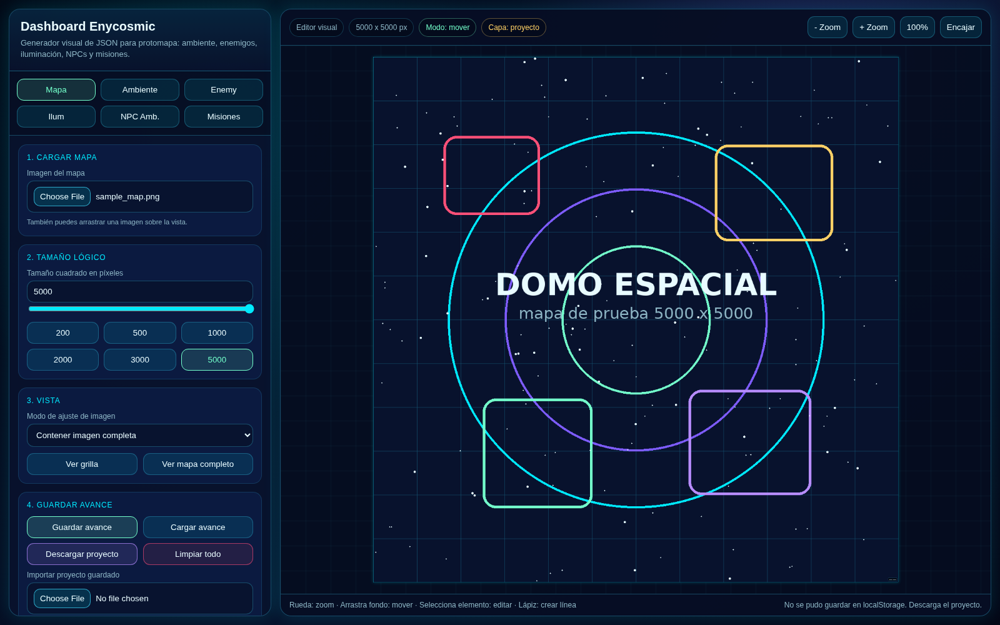 Dashboard Enycosmic
Generador visual de JSON para protomapa: ambiente, enemigos,
iluminación, NPCs y misiones.
Mapa
Ambiente
Enemy
Ilum
NPC Amb.
Misiones
1. CARGAR MAPA
Imagen del mapa
Choose File sample_map.png
También puedes arrastrar una imagen sobre la vista.
2. TAMAÑO LÓGICO
Tamaño cuadrado en píxeles
5000
200
500
1000
2000
3000
5000
3. VISTA
Modo de ajuste de imagen
Contener imagen completa
Ver grilla
Ver mapa completo
4. GUARDAR AVANCE
Guardar avance
Cargar avance
Descargar proyecto
Limpiar todo
Importar proyecto guardado
Choose File No file chosen
Editor visual
5000 x 5000 px
Modo: mover
Capa: proyecto
- Zoom
+ Zoom
100%
Encajar
DOMO ESPACIAL
mapa de prueba 5000 x 5000
Rueda: zoom · Arrastra fondo: mover · Selecciona elemento: editar · Lápiz: crear línea
No se pudo guardar en localStorage. Descarga el proyecto.